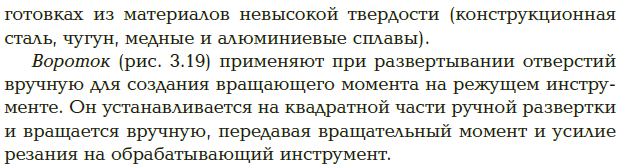 готовках из материалов невысокой твердости (конструкционная
сталь, чугун, медные и алюминиевые сплавы).
Вороток (рис. 3.19) применяют при развертывании отверстий
вручную для создания вращающего момента на режущем инстру-
менте. Он устанавливается на квадратной части ручной развертки
и вращается вручную, передавая вращательный момент и усилие
резания на обрабатывающий инструмент.